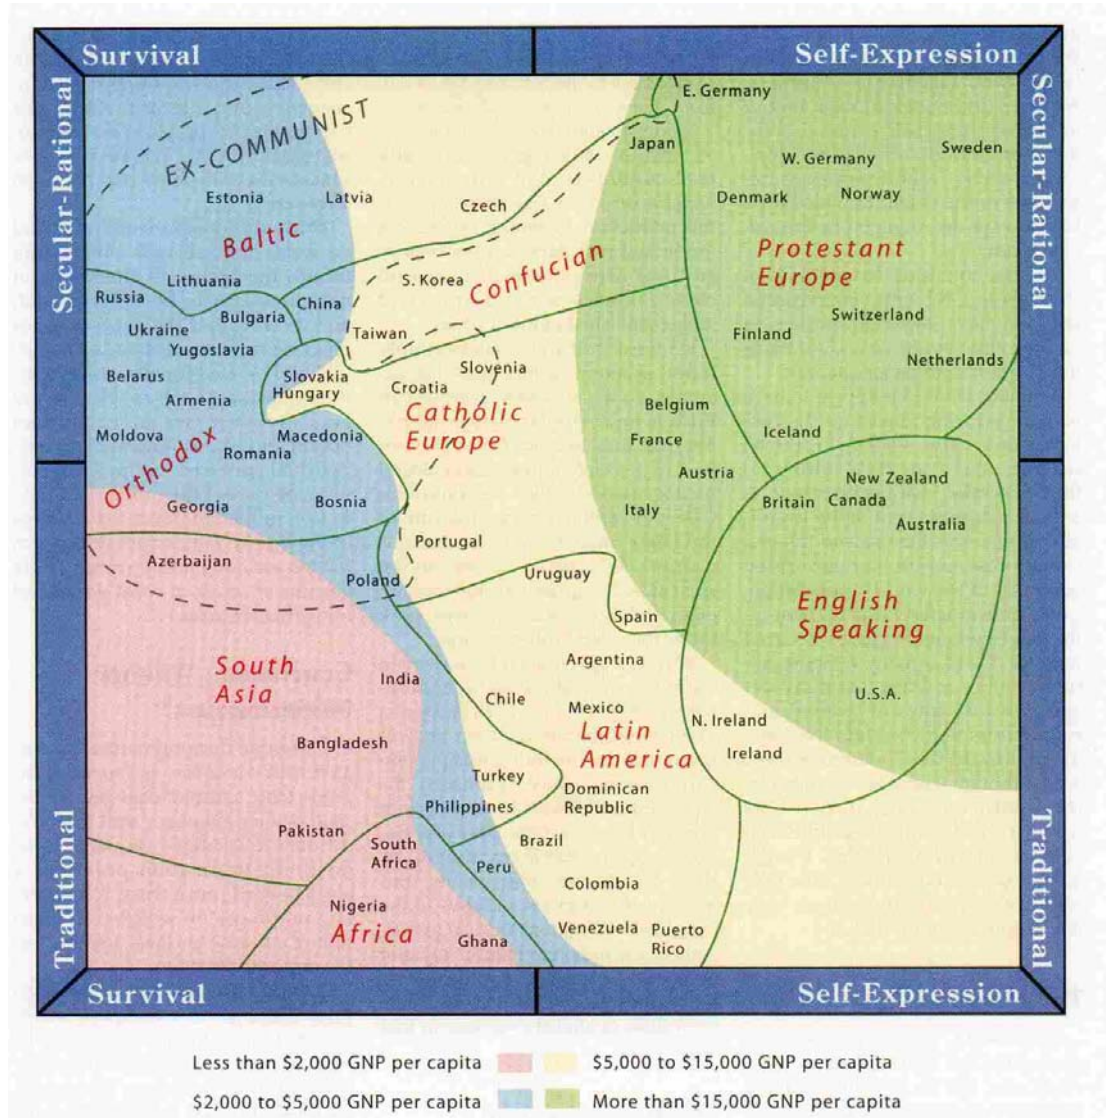 Survival
Self-Expression
Secular-Rational
Secular-Rational
EX-COMMUNIST
E. Germany
Japan
W. Germany
Sweden
Estonia
Latvia
Czech
Denmark
Norway
Baltic
Protestant
Europe
Lithuania
S. Korea
Confucian
Russia
China
Bulgaria
Ukraine
Taiwan
Switzerland
Finland
Yugoslavia
Netherlands
Slovenia
Belarus
Slovakia
Hungary
Croatia
Armenia
Catholic
Europe
Belgium
Moldova
Macedonia
France
Iceland
Orthodox
Romania
Austria
New Zealand
Georgia
Bosnia
Italy
Britain
Canada
Australia
Portugal
Azerbaijan
Poland
Uruguay
English
Speaking
Spain
South
Asia
Argentina
India
Chile
Mexico
U.S.A.
N. Ireland
Latin
America
Bangladesh
Ireland
Turkey
Dominican
Republic
Philippines
Pakistan
South
Africa
Brazil
Peru
Colombia
Nigeria
Africa
Ghana
Venezuela
Puerto
Rico
Traditional
Traditional
Survival
Self-Expression
Less than $2,000 GNP per capita
$5,000 to $15,000 GNP per capita
$2,000 to $5,000 GNP per capita
More than $15,000 GNP per capita